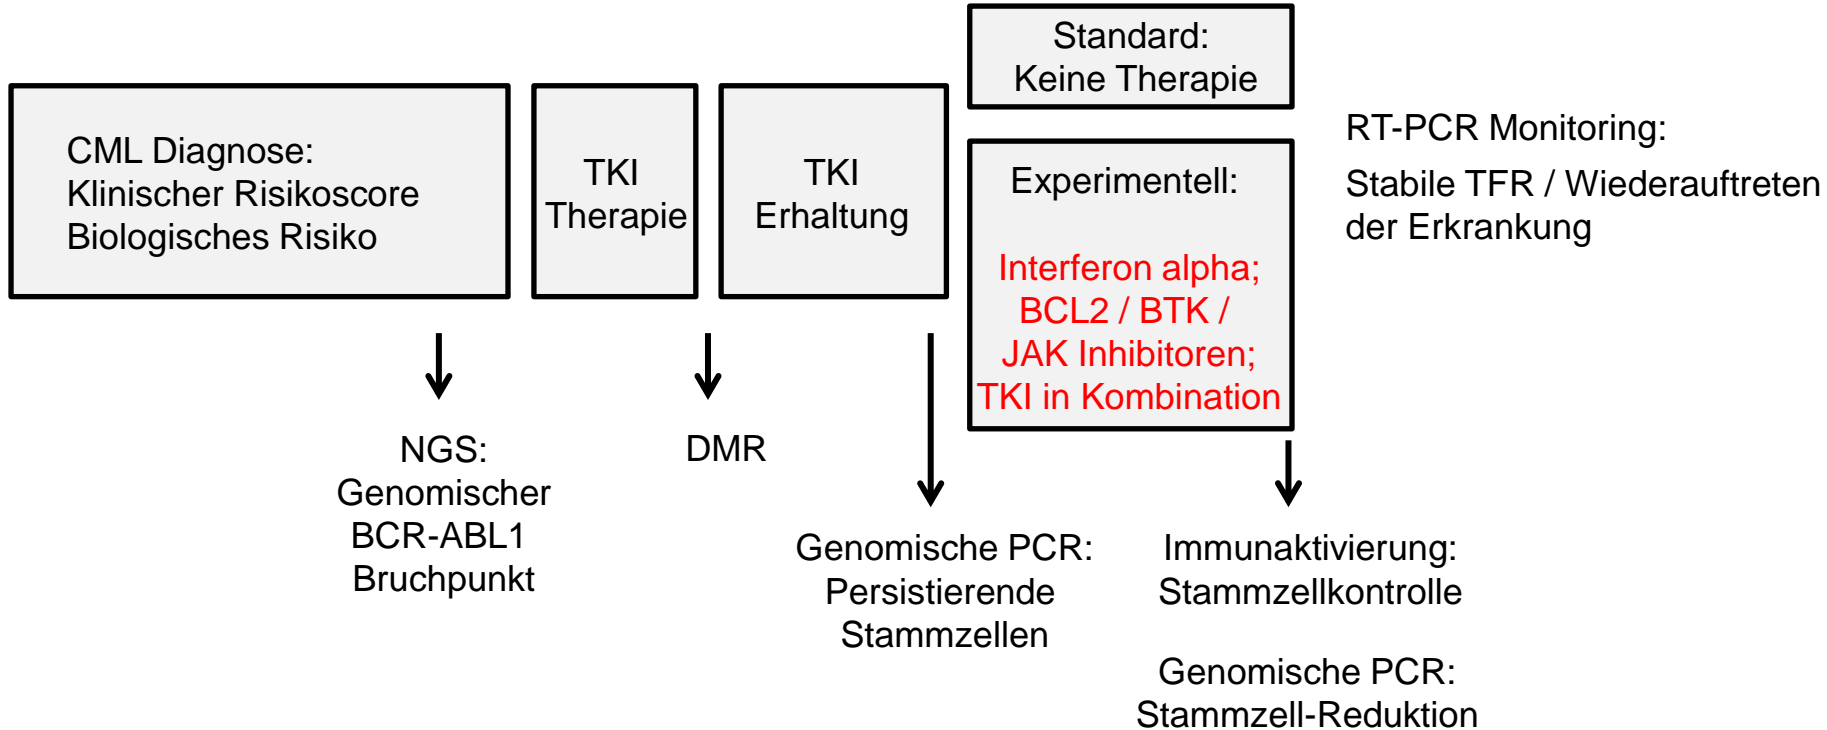 CML Diagnose:
Klinischer Risikoscore
Biologisches Risiko
TKI
Therapie
TKI
Erhaltung
Standard:
Keine Therapie
Experimentell:
Interferon alpha;
BCL2 / BTK /
JAK Inhibitoren;
TKI in Kombination
RT-PCR Monitoring:
Stabile TFR / Wiederauftreten
der Erkrankung
NGS:
Genomischer
BCR-ABL1
Bruchpunkt
DMR
Genomische PCR:
Persistierende
Stammzellen
Immunaktivierung:
Stammzellkontrolle
Genomische PCR:
Stammzell-Reduktion